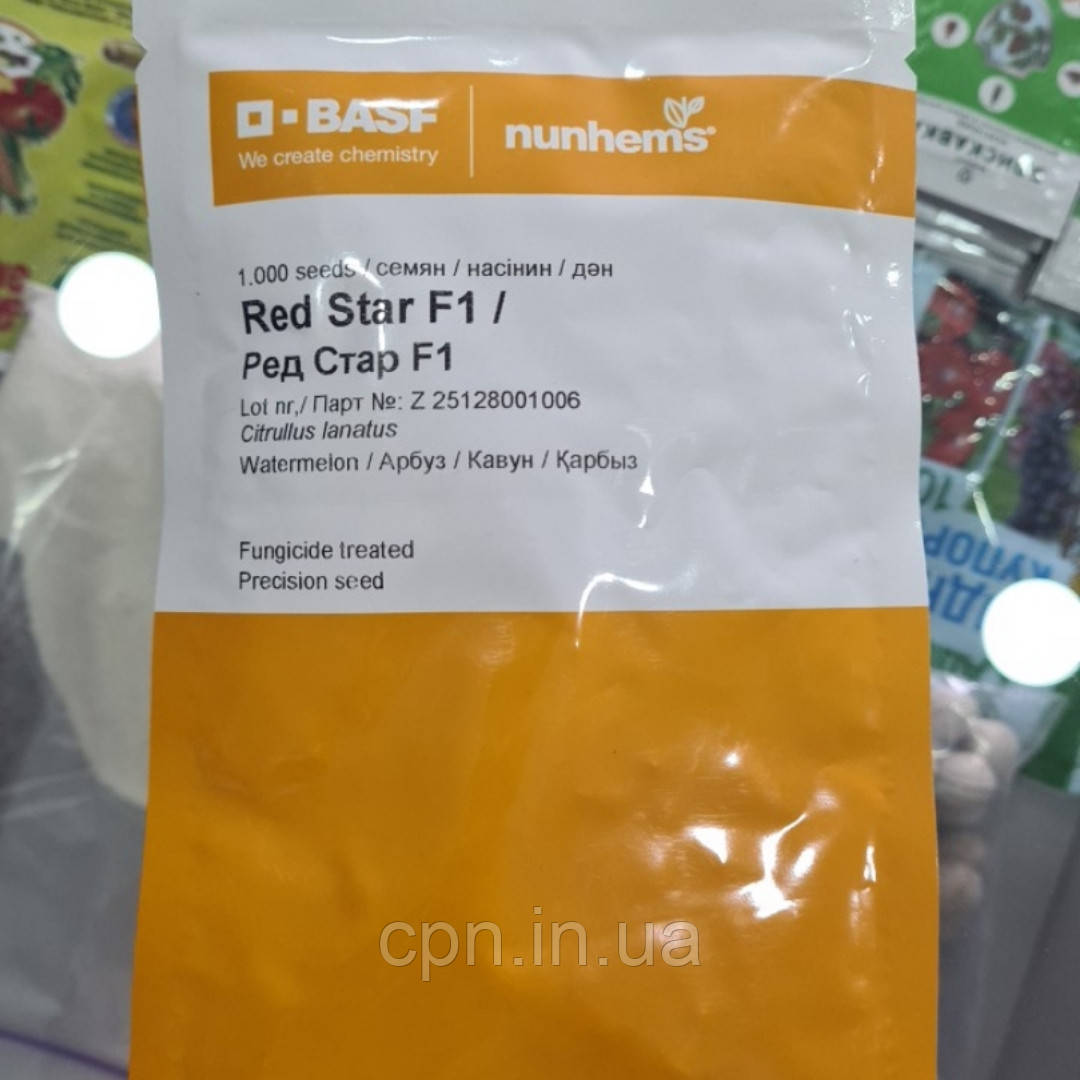 BASF
We create chemistry
nunhems
1.000 seeds / семян / насінин / дән
Red Star F1 /
Ред Стар F1
Lot nr,/ Парт №: Z 25128001006
Citrullus lanatus
Watermelon / Арбуз / Кавун / Қарбыз
Fungicide treated
Precision seed
cpn.in.ua